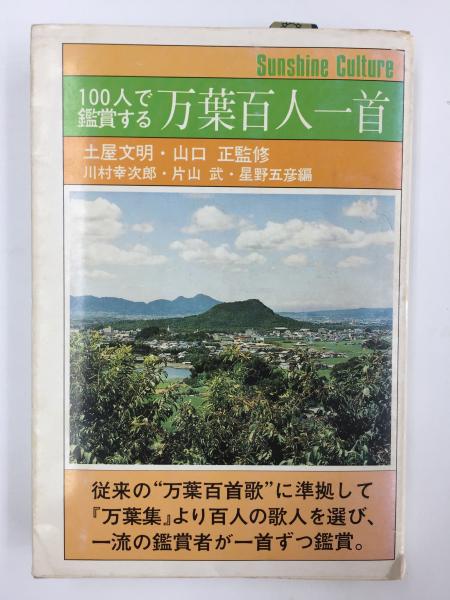 Sunshine Culture
100人で
鑑賞する 万葉百人一首
土屋文明・山口 正監修
川村幸次郎・片山 武・星野五彦編
従来の“万葉百首歌”に準拠して
『万葉集』より百人の歌人を選び、
一流の鑑賞者が一首ずつ鑑賞。